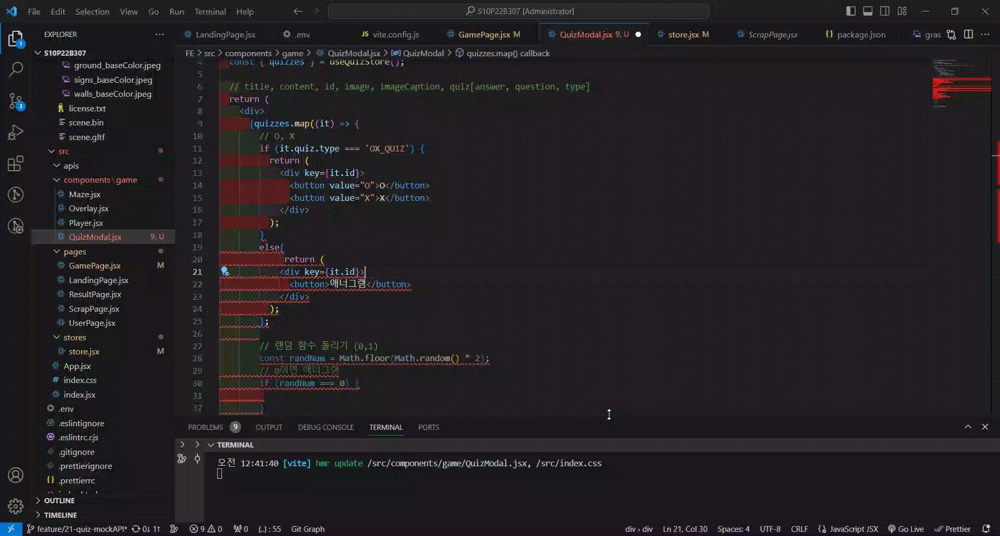 File Edit Selection View Go Run Terminal Help
S10P22B307 [Administrator]
EXPLORER
LandingPage.jsx .env vite.config.js GamePage.jsx M QuizModal.jsx 9, U store.jsx M ScrapPage.jsx package.json gras
S10P22B307
ground_baseColor.jpeg
signs_baseColor.jpeg
walls_baseColor.jpeg
license.txt
scene.bin
scene.gltf
src
apis
components\game
Maze.jsx
Overlay.jsx
Player.jsx
QuizModal.jsx 9, U
pages
GamePage.jsx M
LandingPage.jsx
ResultPage.jsx
ScrapPage.jsx
UserPage.jsx
stores
store.jsx M
App.jsx
index.css
index.jsx
.env
.eslintignore
.eslintrc.cjs
.gitignore
.prettierignore
.prettierrc
OUTLINE
TIMELINE
FE > src > components > game > QuizModal.jsx > QuizModal > quizzes.map() callback
4 const { quizzes } = useQuizStore();
5
6 // title, content, id, image, imageCaption, quiz[answer, question, type]
7 return (
8 <div>
9 {quizzes.map((it) => {
10 // O, X
11 if (it.quiz.type === 'OX_QUIZ') {
12 return (
13 <div key={it.id}>
14 <button value="O">O</button>
15 <button value="X">X</button>
16 </div>
17 );
18 }
19 else{
20 return (
21 <div key={it.id}>
22 <button>애너그램</button>
23 </div>
24 );
25 };
26
27 // 랜덤 함수 돌리기 (0,1)
28 const randNum = Math.floor(Math.random() * 2);
29 // 0이면 애너그램
30 if (randNum === 0) {
31
32 }
PROBLEMS 9 OUTPUT DEBUG CONSOLE TERMINAL PORTS
TERMINAL
오전 12:41:40 [vite] hmr update /src/components/game/QuizModal.jsx, /src/index.css
feature/21-quiz-mockAPI* 0↓ 1↑ 9 0 0 {..} : 55 Git Graph div › div Ln 21, Col 30 Spaces: 4 UTF-8 CRLF JavaScript JSX Go Live Prettier